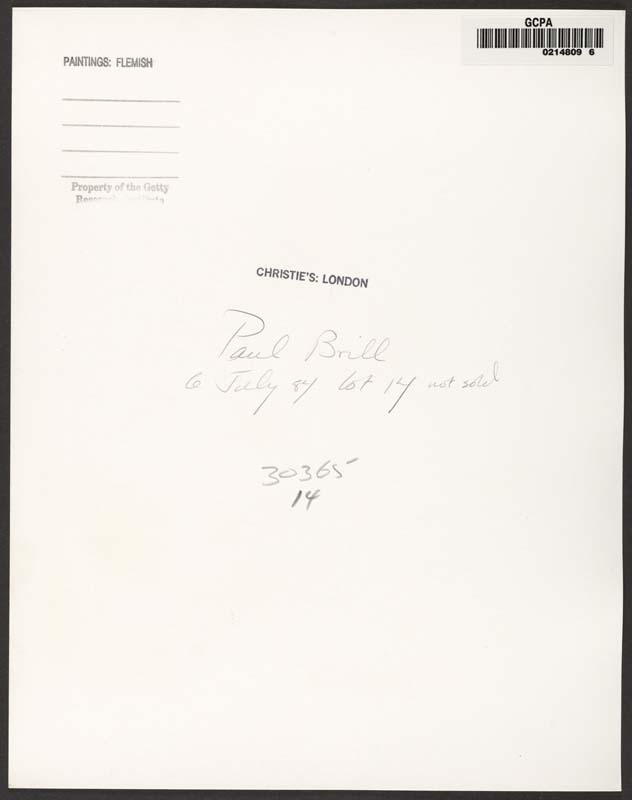 GCPA
0214809 6
PAINTINGS: FLEMISH
Property of the Getty
Research Institute
CHRISTIE'S: LONDON
Paul Brill
6 July 84 lot 14 not sold
30365
14